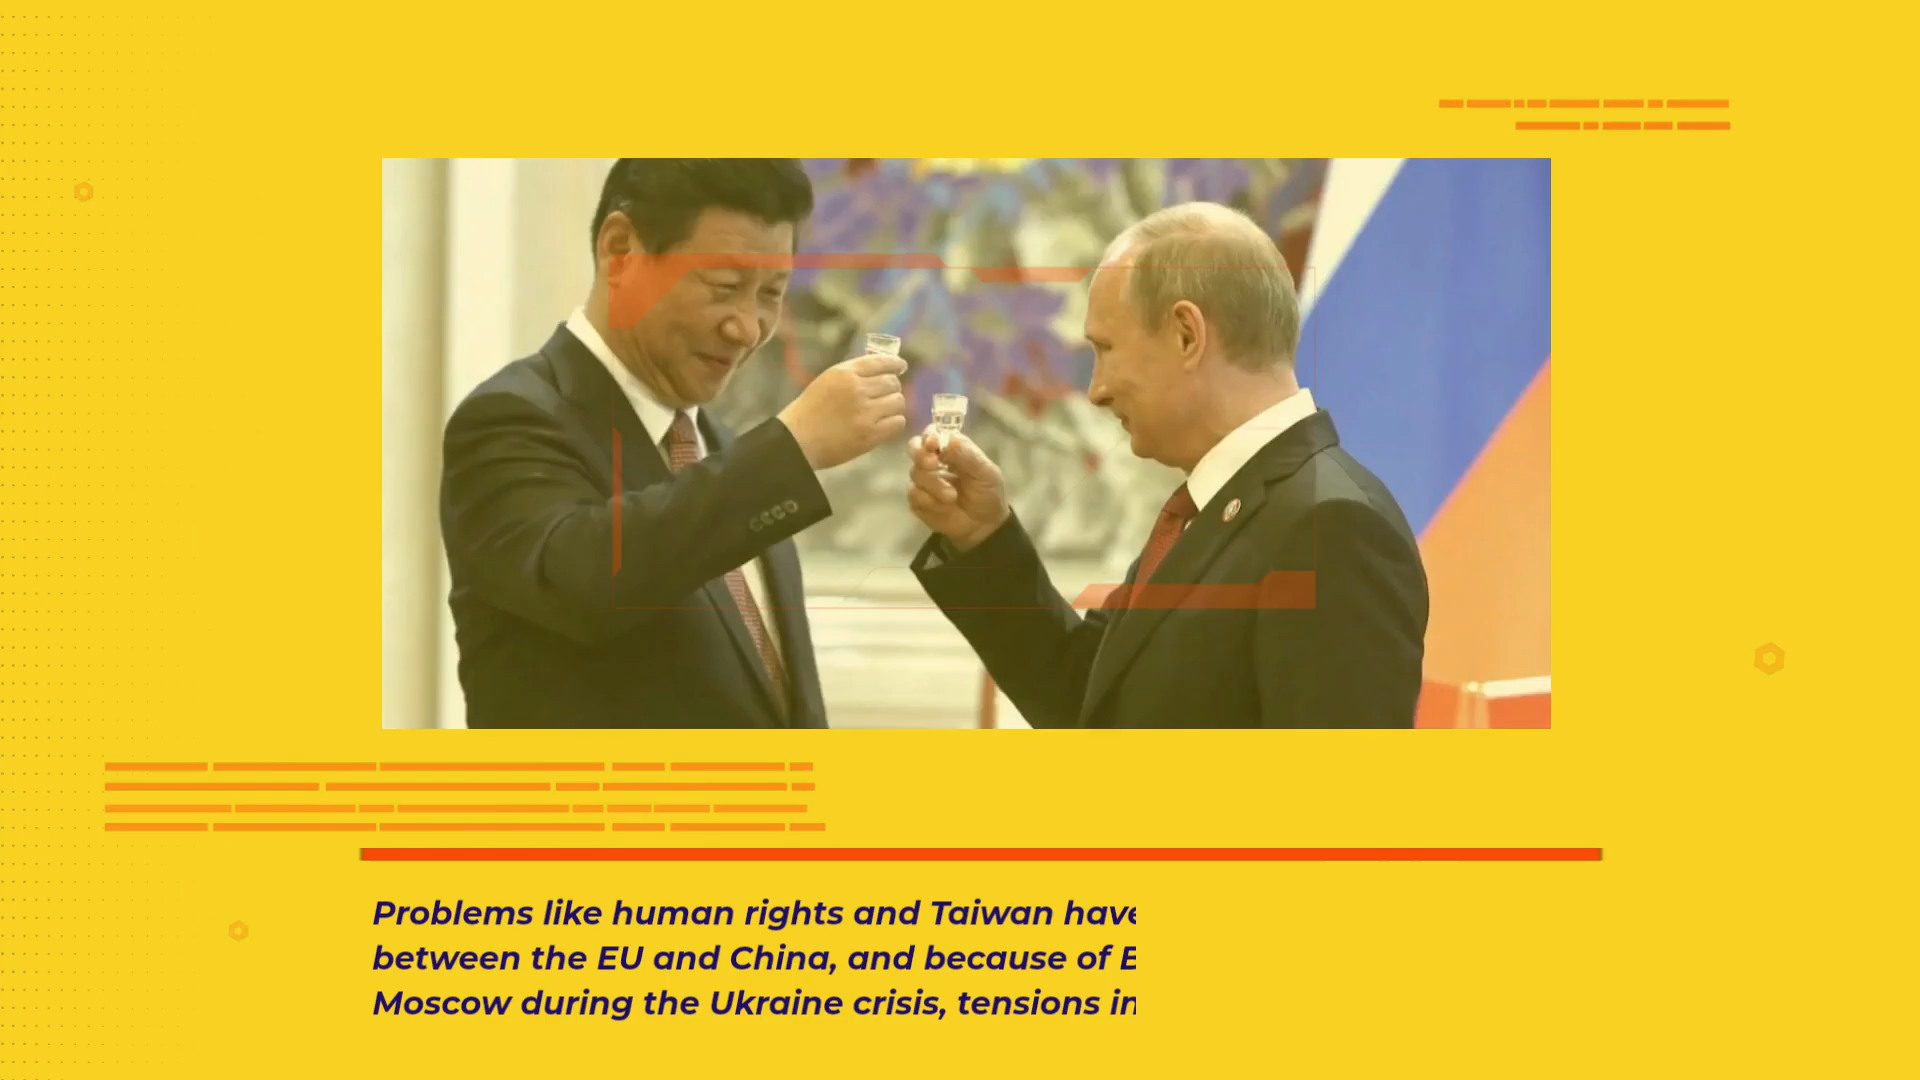 Problems like human rights and Taiwan have
between the EU and China, and because of
Moscow during the Ukraine crisis, tensions in